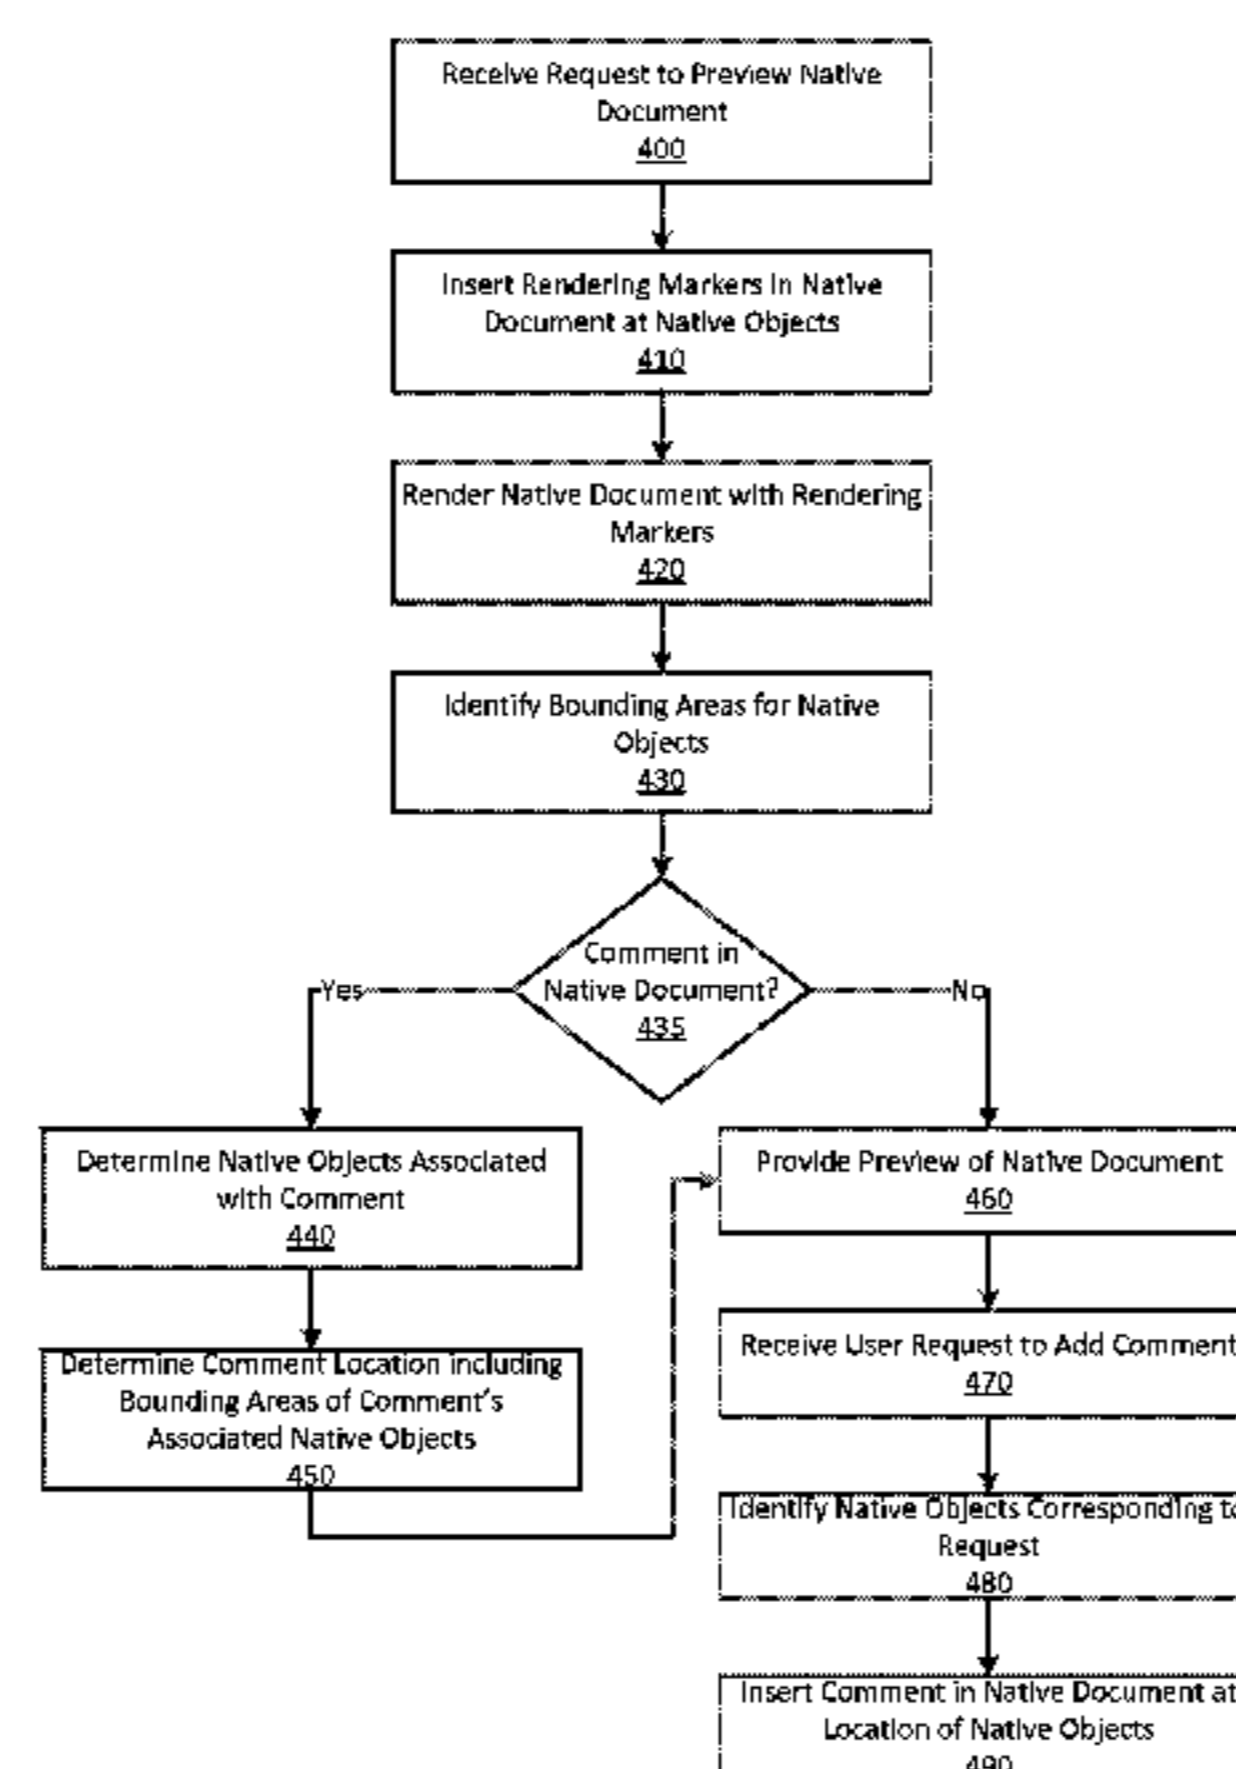 Receive Request to Preview Native
Document
400
Insert Rendering Markers in Native
Document at Native Objects
410
Render Native Document with Rendering
Markers
420
Identify Bounding Areas for Native
Objects
430
Comment in
Native Document?
435
Yes
No
Determine Native Objects Associated
with Comment
440
Determine Comment Location including
Bounding Areas of Comment's
Associated Native Objects
450
Provide Preview of Native Document
460
Receive User Request to Add Comment
470
Identify Native Objects Corresponding to
Request
480
Insert Comment in Native Document at
Location of Native Objects
490